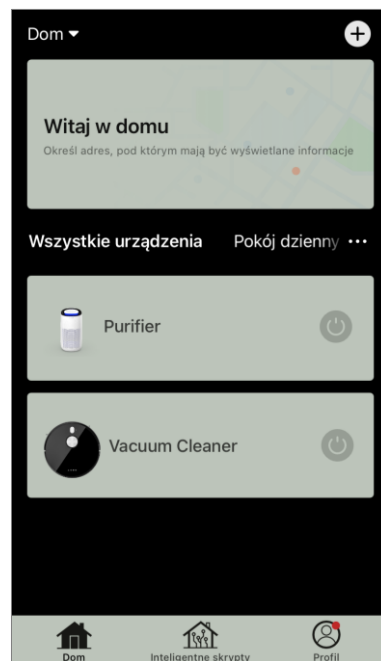 Dom
Witaj w domu
Określ adres, pod którym mają być wyświetlane informacje
Wszystkie urządzenia Pokój dzienny
Purifier
Vacuum Cleaner
Dom Inteligentne skrypty Profil